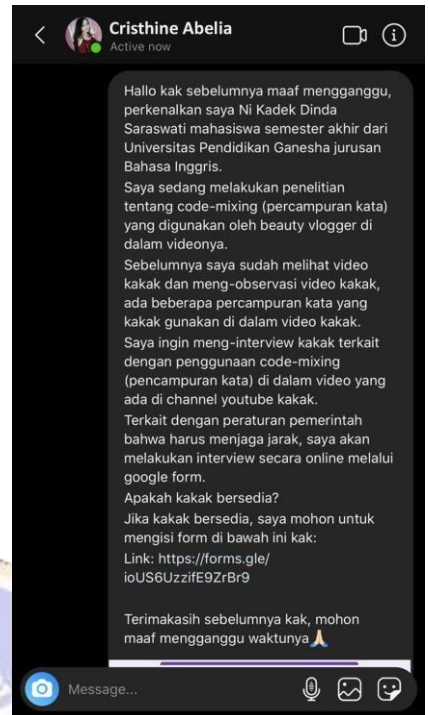 Cristhine Abelia
Active now
Hallo kak sebelumnya maaf mengganggu,
perkenalkan saya Ni Kadek Dinda
Saraswati mahasiswa semester akhir dari
Universitas Pendidikan Ganesha jurusan
Bahasa Inggris.
Saya sedang melakukan penelitian
tentang code-mixing (percampuran kata)
yang digunakan oleh beauty vlogger di
dalam videonya.
Sebelumnya saya sudah melihat video
kakak dan meng-observasi video kakak,
ada beberapa percampuran kata yang
kakak gunakan di dalam video kakak.
Saya ingin meng-interview kakak terkait
dengan penggunaan code-mixing
(pencampuran kata) di dalam video yang
ada di channel youtube kakak.
Terkait dengan peraturan pemerintah
bahwa harus menjaga jarak, saya akan
melakukan interview secara online melalui
google form.
Apakah kakak bersedia?
Jika kakak bersedia, saya mohon untuk
mengisi form di bawah ini kak:
Link: https://forms.gle/
ioUS6UzzifE9ZrBr9
Terimakasih sebelumnya kak, mohon
maaf mengganggu waktunya🙏🏻
Message...